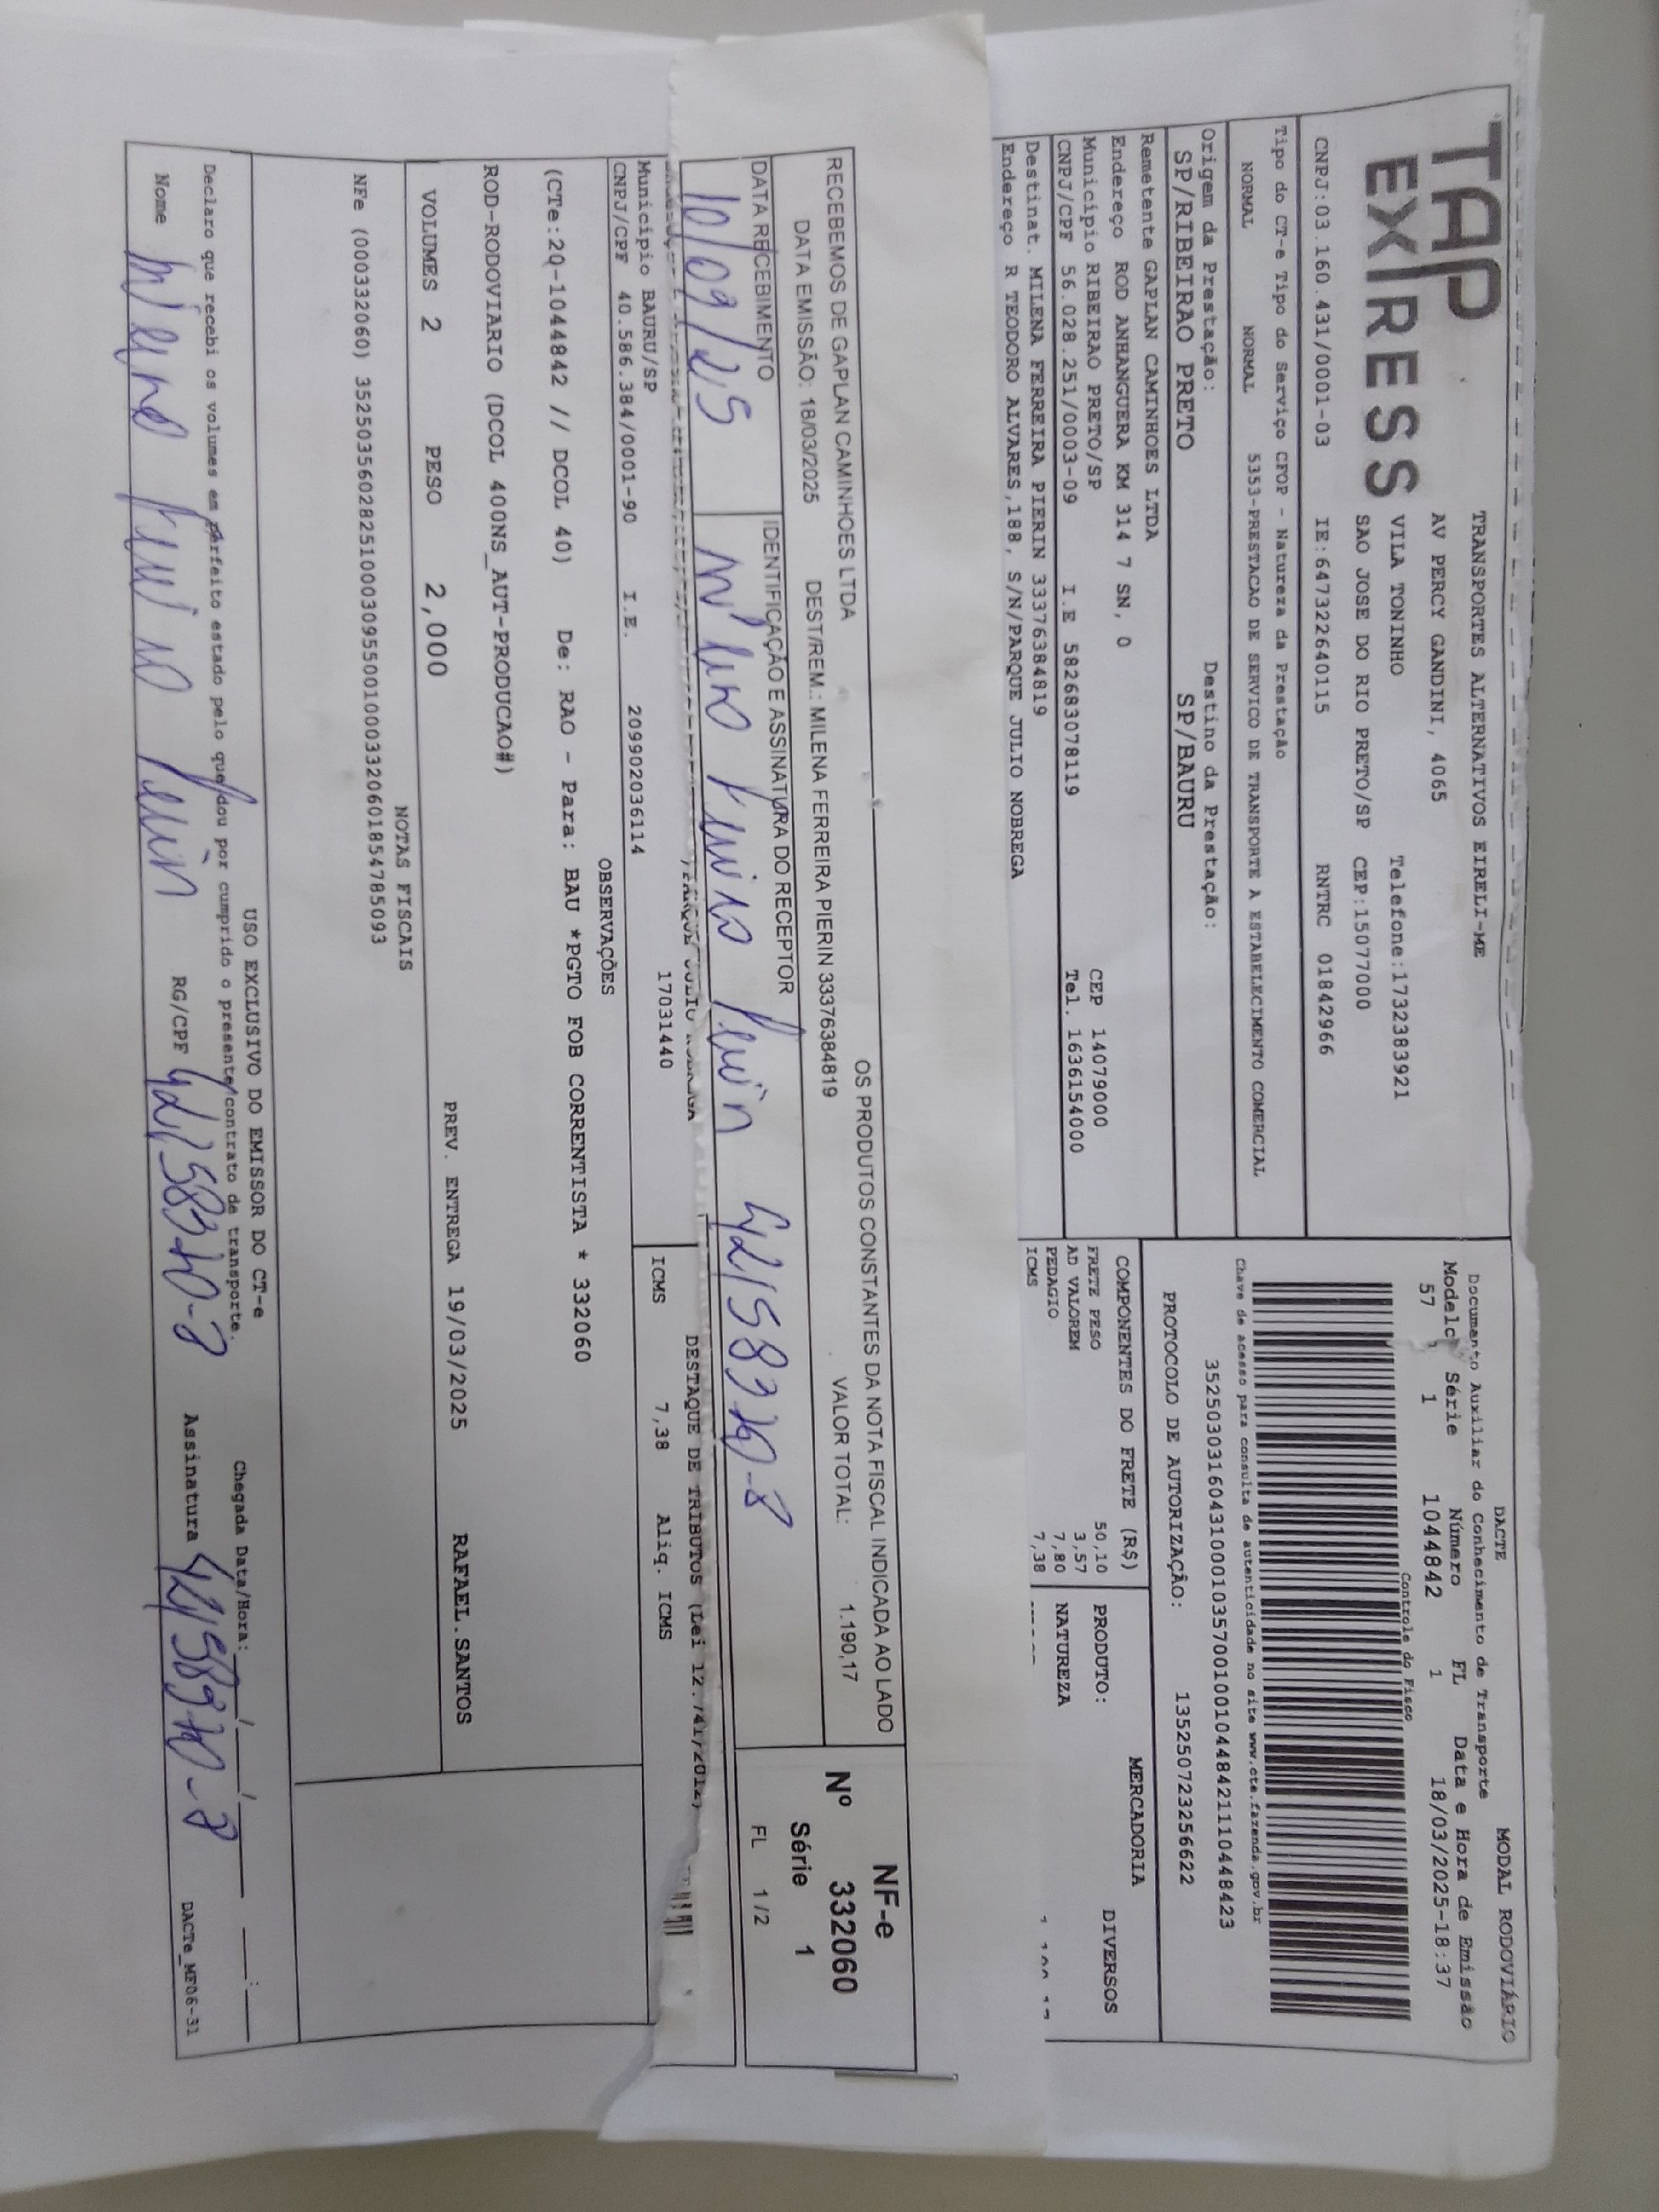 TAP
EXPRESS
TRANSPORTES ALTERNATIVOS EIRELI-ME
AV PERCY GANDINI, 4065
VILA TONINHO Telefone:1732383921
SAO JOSE DO RIO PRETO/SP CEP:15077000
CNPJ:03.160.431/0001-03 IE:647322640115 RNTRC 01842966
Tipo do CT-e Tipo do Serviço CFOP - Natureza da Prestação
NORMAL NORMAL 5353-PRESTACAO DE SERVICO DE TRANSPORTE A ESTABELECIMENTO COMERCIAL
Origem da Prestação: Destino da Prestação:
SP/RIBEIRAO PRETO SP/BAURU
Remetente GAPLAN CAMINHOES LTDA
Endereço ROD ANHANGUERA KM 314 7 SN, 0
Municipio RIBEIRAO PRETO/SP CEP 14079000
CNPJ/CPF 56.028.251/0003-09 I.E 582683078119 Tel. 1636154000
Destinat. MILENA FERREIRA PIERIN 33376384819
Endereço R TEODORO ALVARES,188, S/N/PARQUE JULIO NOBREGA
DACTE MODAL RODOVIÁRIO
Documento Auxiliar do Conhecimento de Transporte
Modelo Série Número FL Data e Hora de Emissão
57 1 1044842 1 18/03/2025-18:37
Controle do Fisco
Chave de acesso para consulta de autenticidade no site www.cte.fazenda.gov.br
35250303160431000103570010010448421110448423
PROTOCOLO DE AUTORIZAÇÃO: 135250723256622
COMPONENTES DO FRETE (R$)
FRETE PESO 50,10
AD VALOREM 3,57
PEDAGIO 7,80
ICMS 7,38
MERCADORIA
PRODUTO: DIVERSOS
NATUREZA
RECEBEMOS DE GAPLAN CAMINHOES LTDA OS PRODUTOS CONSTANTES DA NOTA FISCAL INDICADA AO LADO
DATA EMISSÃO: 18/03/2025 DEST/REM.: MILENA FERREIRA PIERIN 33376384819 VALOR TOTAL: 1.190,17
DATA RECEBIMENTO IDENTIFICAÇÃO E ASSINATURA DO RECEPTOR
NF-e
Nº 332060
Série 1
FL 1/2
Municipio BAURU/SP 17031440
CNPJ/CPF 40.586.384/0001-90 I.E. 209902036114
DESTAQUE DE TRIBUTOS (Lei 12.741/2012)
ICMS 7,38 Aliq. ICMS
OBSERVAÇÕES
(CTe:2Q-1044842 // DCOL 40) De: RAO - Para: BAU *PGTO FOB CORRENTISTA * 332060
ROD-RODOVIARIO (DCOL 400NS_AUT-PRODUCAO#)
VOLUMES 2 PESO 2,000 PREV. ENTREGA 19/03/2025 RAFAEL.SANTOS
NOTAS FISCAIS
NFe (000332060) 35250356028251000309550010003320601854785093
USO EXCLUSIVO DO EMISSOR DO CT-e
Declaro que recebi os volumes em perfeito estado pelo que dou por cumprido o presente contrato de transporte. Chegada Data/Hora:
Nome RG/CPF Assinatura
DACTe_MF06-31